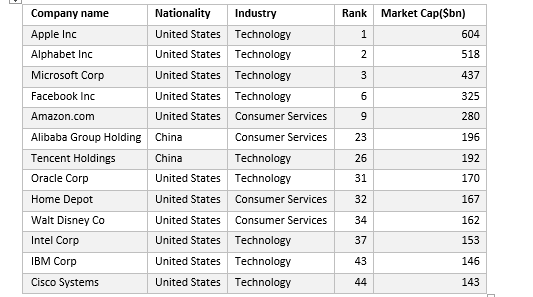 Company name Nationality Industry Rank Market Cap($bn)
Apple Inc United States Technology 1 604
Alphabet Inc United States Technology 2 518
Microsoft Corp United States Technology 3 437
Facebook Inc United States Technology 6 325
Amazon.com United States Consumer Services 9 280
Alibaba Group Holding China Consumer Services 23 196
Tencent Holdings China Technology 26 192
Oracle Corp United States Technology 31 170
Home Depot United States Consumer Services 32 167
Walt Disney Co United States Consumer Services 34 162
Intel Corp United States Technology 37 153
IBM Corp United States Technology 43 146
Cisco Systems United States Technology 44 143